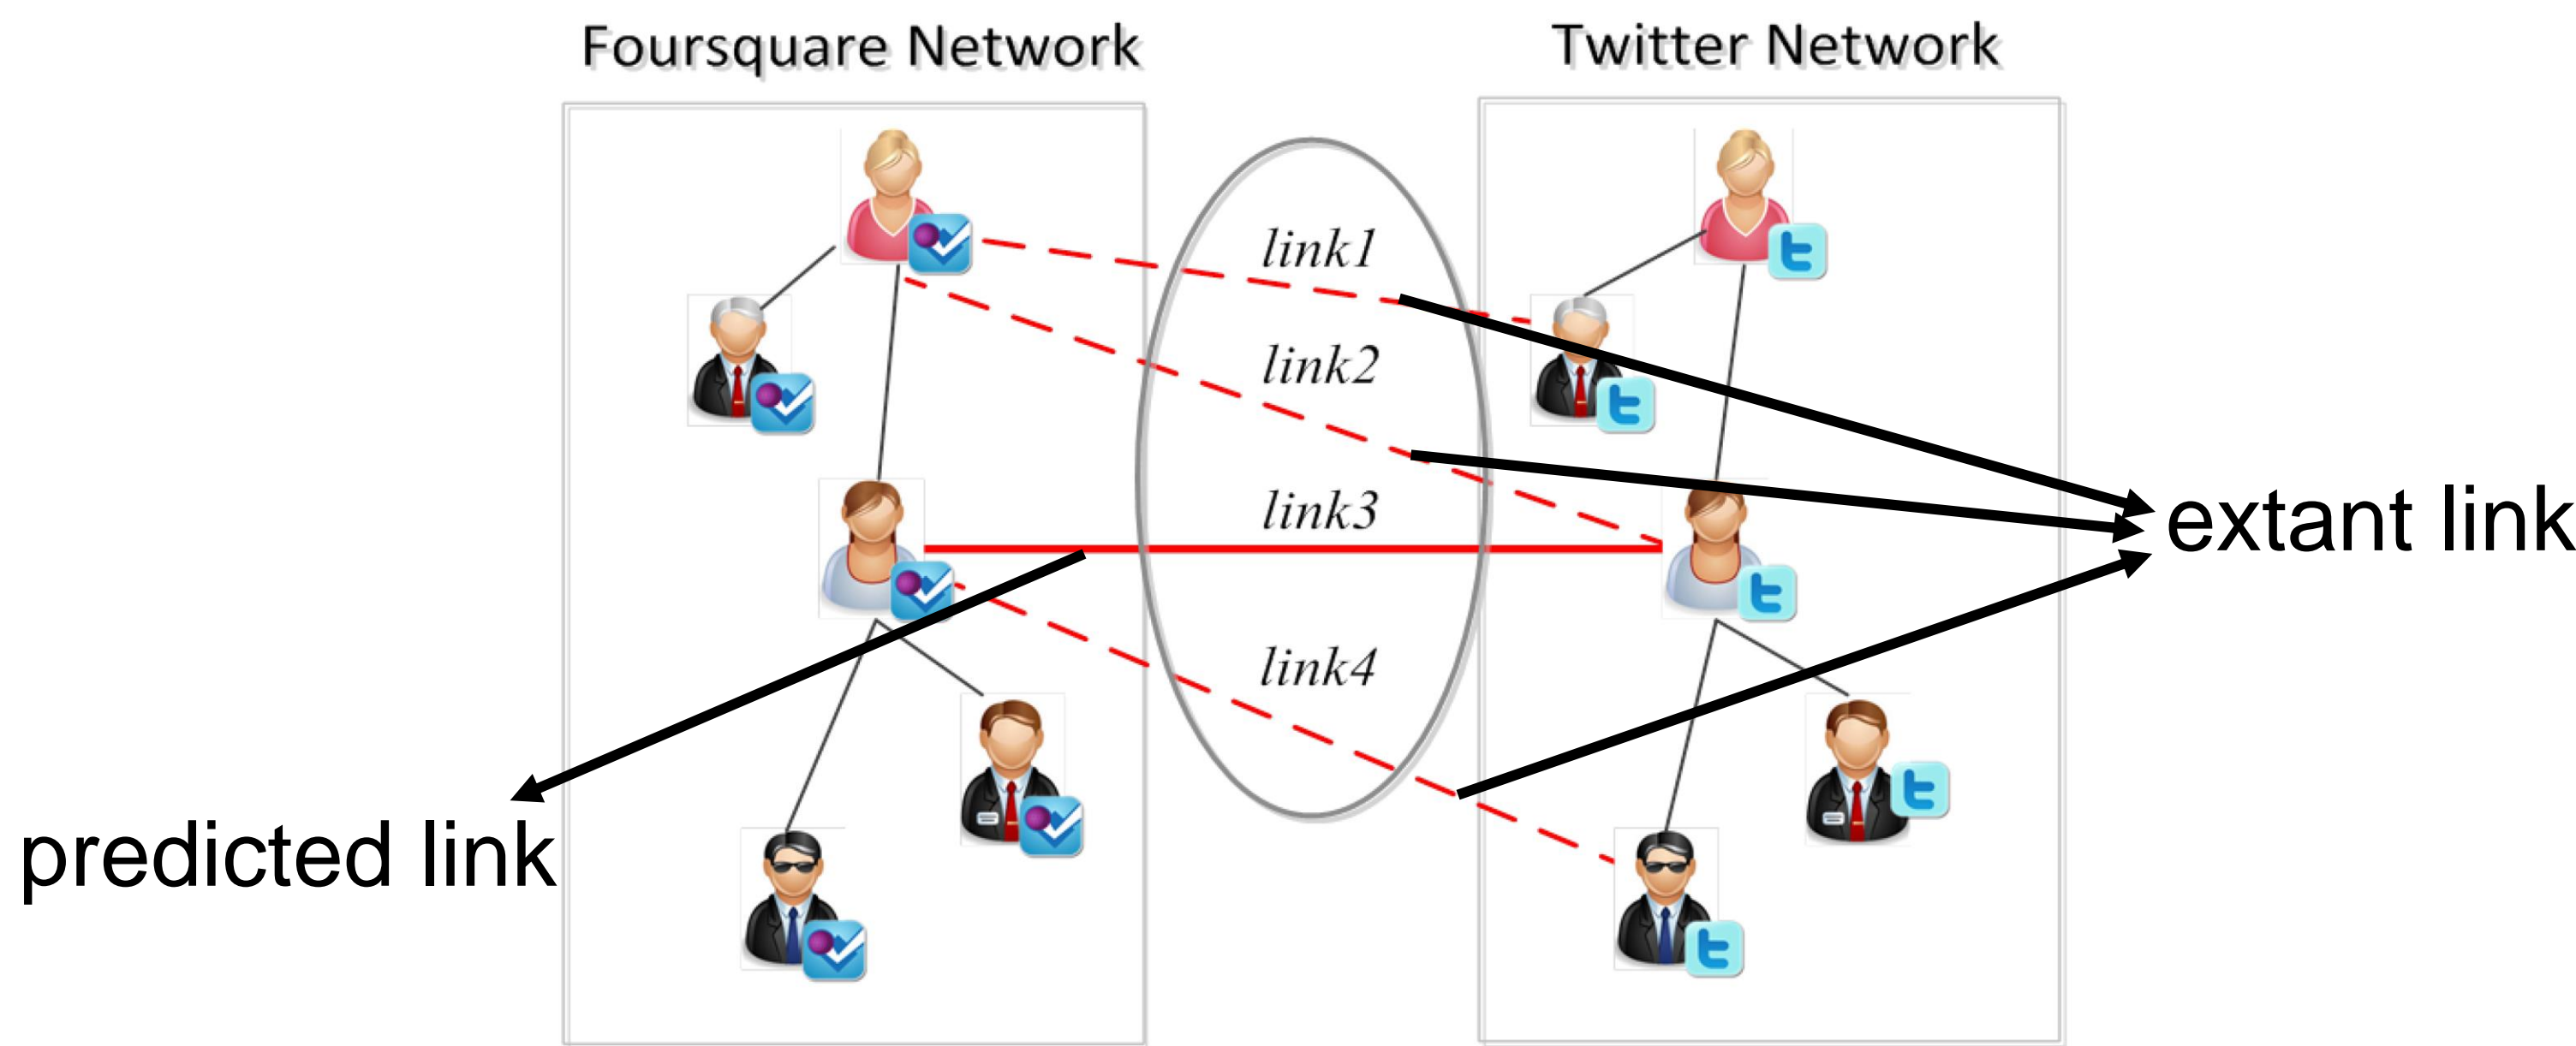 Foursquare Network
Twitter Network
link1
link2
link3
link4
extant link
predicted link